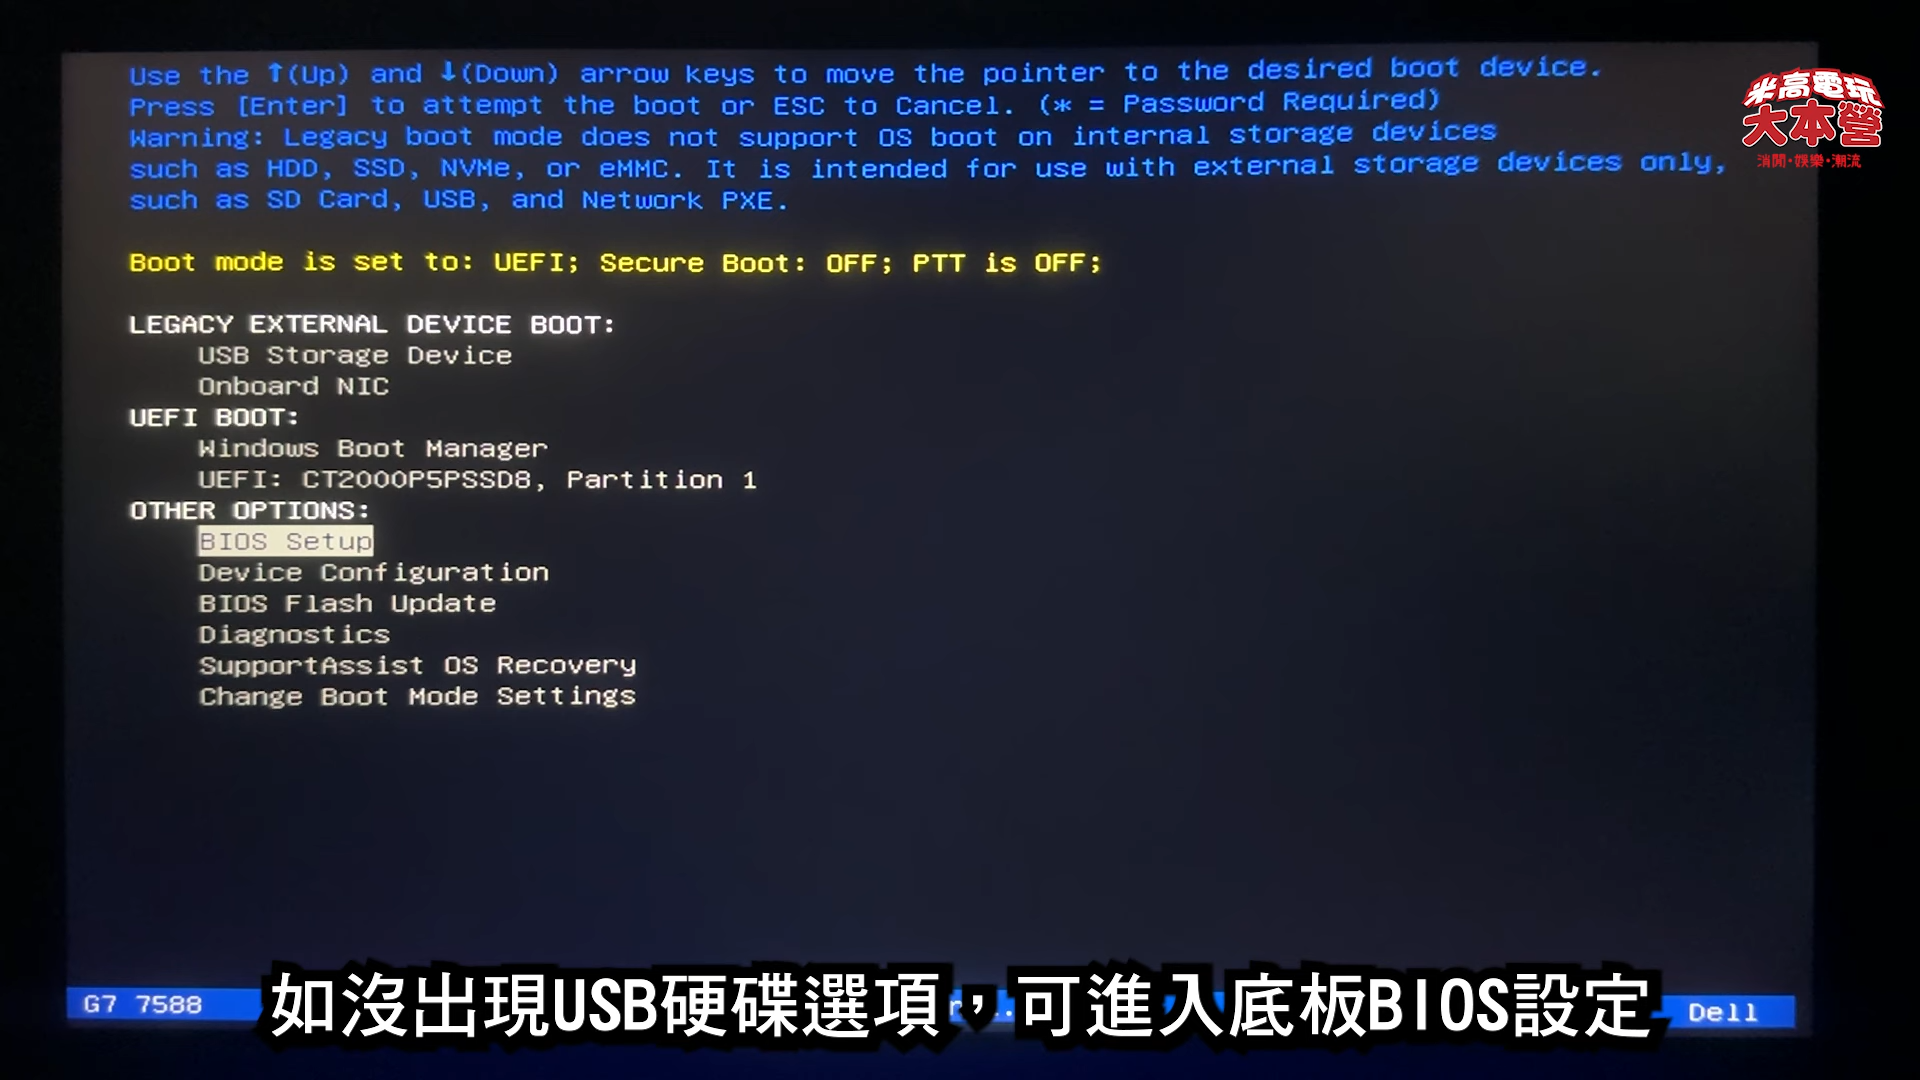 Use the ↑(Up) and ↓(Down) arrow keys to move the pointer to the desired boot device.
Press [Enter] to attempt the boot or ESC to Cancel. (* = Password Required)
Warning: Legacy boot mode does not support OS boot on internal storage devices
such as HDD, SSD, NVMe, or eMMC. It is intended for use with external storage devices only,
such as SD Card, USB, and Network PXE.
米高電玩
大本營
消閒•娛樂•潮流
Boot mode is set to: UEFI; Secure Boot: OFF; PTT is OFF;
LEGACY EXTERNAL DEVICE BOOT:
USB Storage Device
Onboard NIC
UEFI BOOT:
Windows Boot Manager
UEFI: CT2000P5PSSD8, Partition 1
OTHER OPTIONS:
BIOS Setup
Device Configuration
BIOS Flash Update
Diagnostics
SupportAssist OS Recovery
Change Boot Mode Settings
如沒出現USB硬碟選項，可進入底板BIOS設定
G7 7588
Dell